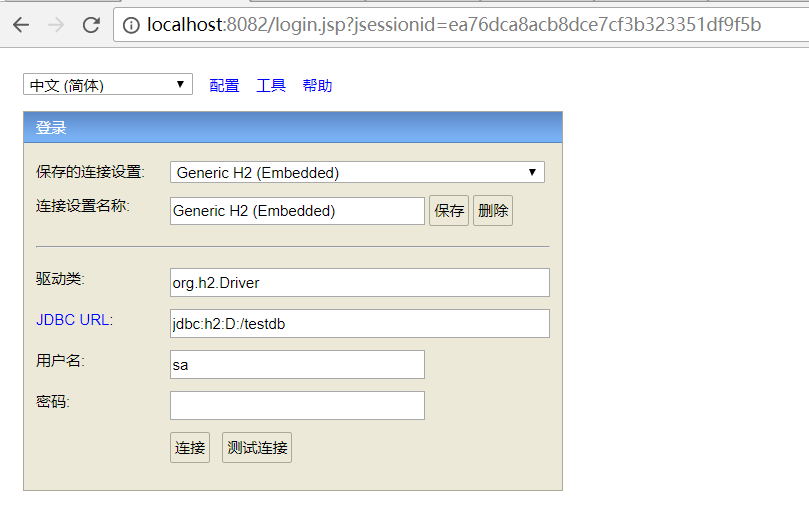 localhost:8082/login.jsp?jsessionid=ea76dca8acb8dce7cf3b323351df9f5b
中文 (简体) 配置 工具 帮助
登录
保存的连接设置: Generic H2 (Embedded)
连接设置名称: Generic H2 (Embedded) 保存 删除
驱动类: org.h2.Driver
JDBC URL: jdbc:h2:D:/testdb
用户名: sa
密码:
连接 测试连接